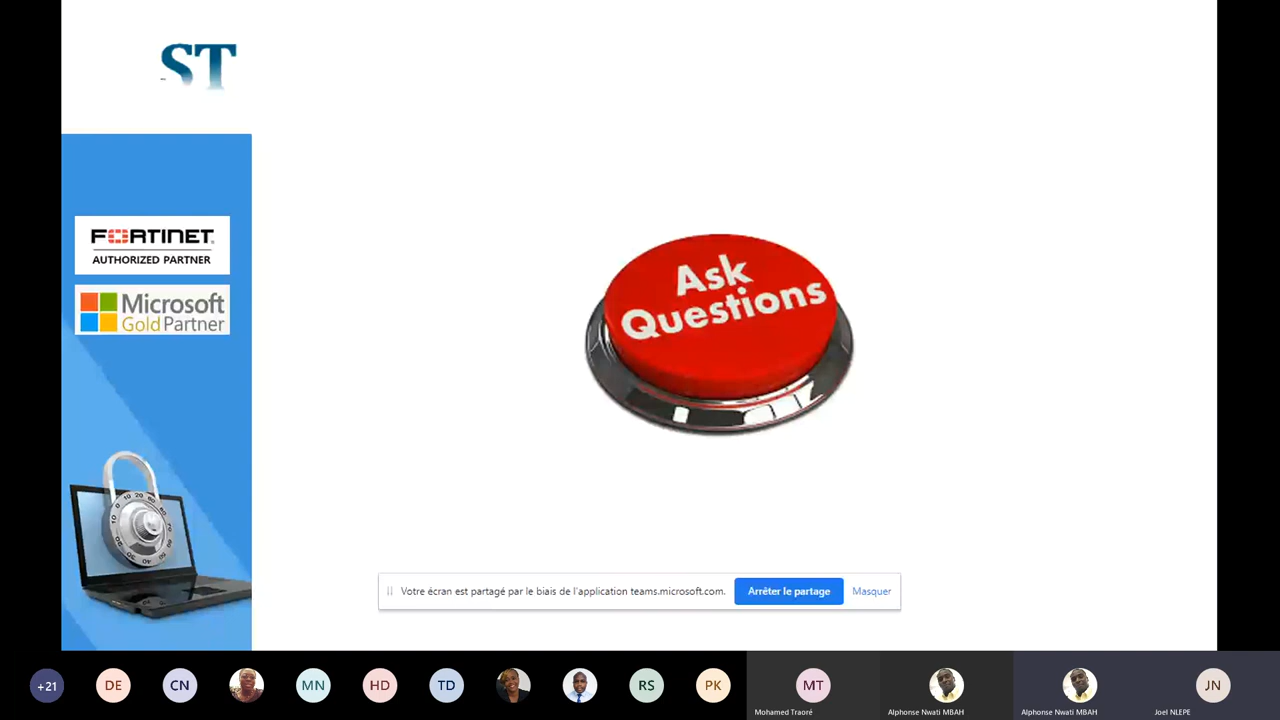 ST
FORTINET
AUTHORIZED PARTNER
Microsoft
Gold Partner
Ask
Questions
Votre écran est partagé par le biais de l'application teams.microsoft.com.
Arrêter le partage
Masquer
+21
DE
CN
MN
HD
TD
RS
PK
MT
JN
Mohamed Traoré
Alphonse Nwati MBAH
Alphonse Nwati MBAH
Joel NLEPE